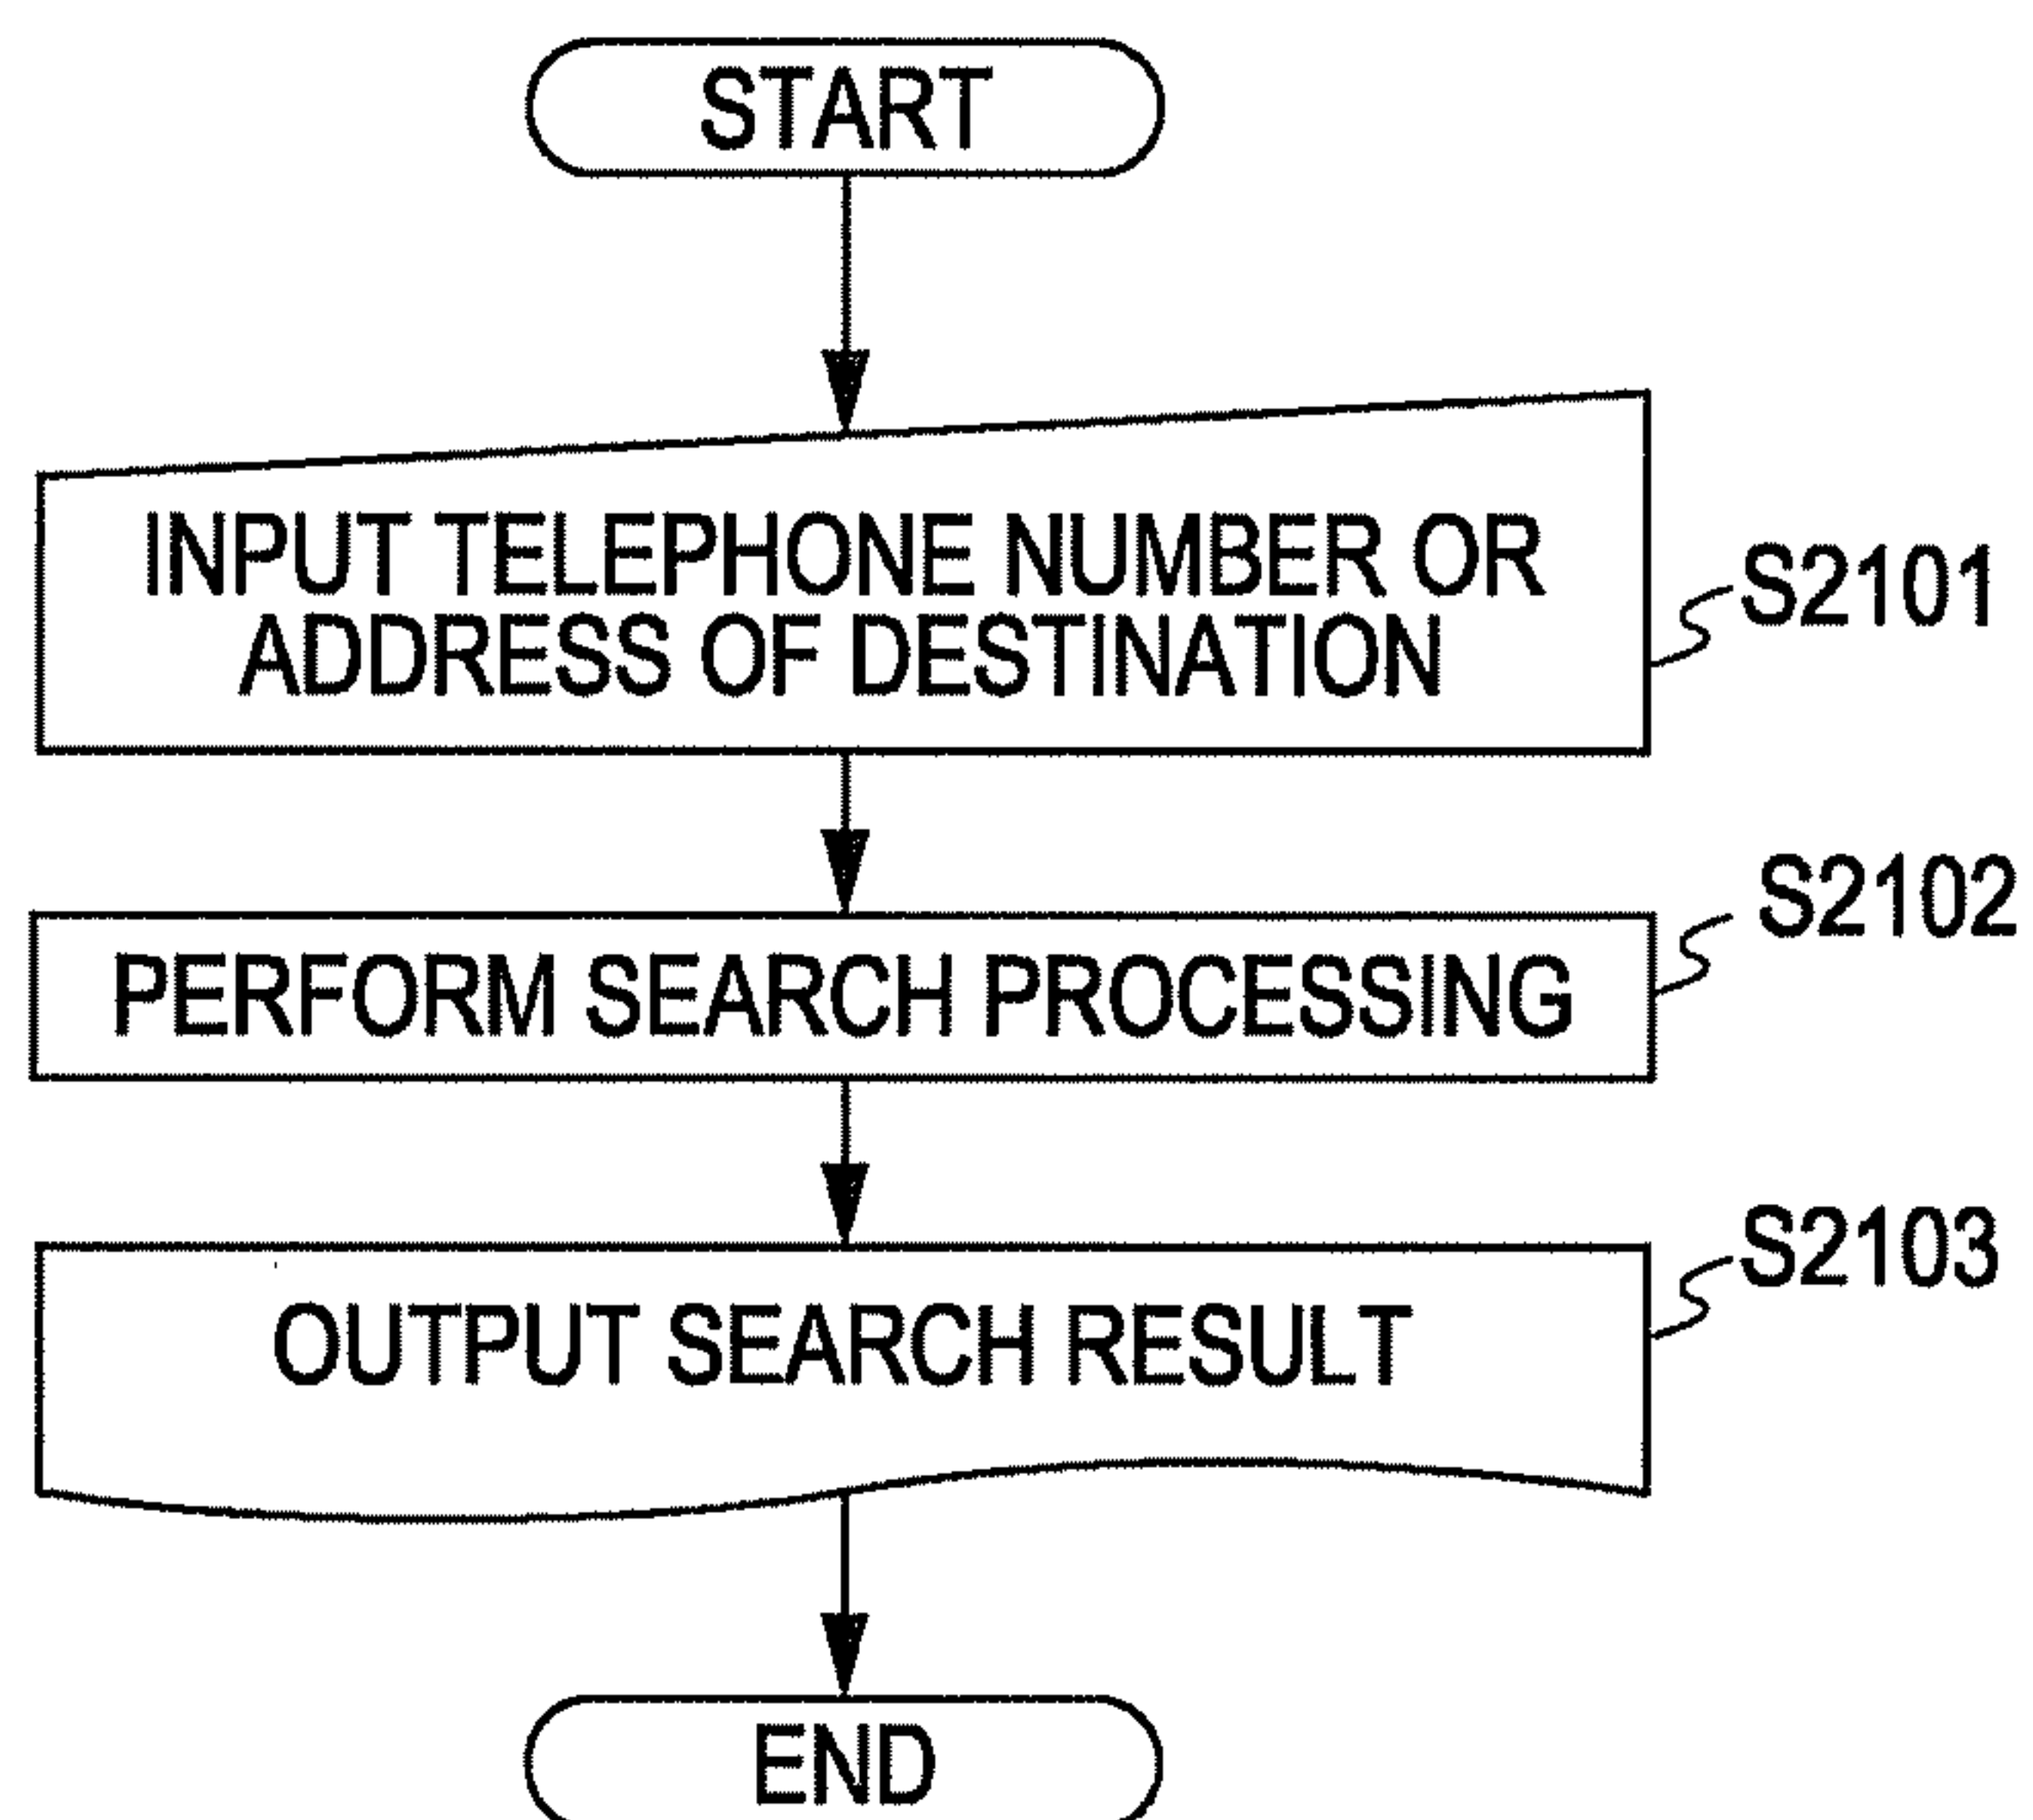 START
INPUT TELEPHONE NUMBER OR
ADDRESS OF DESTINATION
S2101
PERFORM SEARCH PROCESSING
S2102
OUTPUT SEARCH RESULT
S2103
END